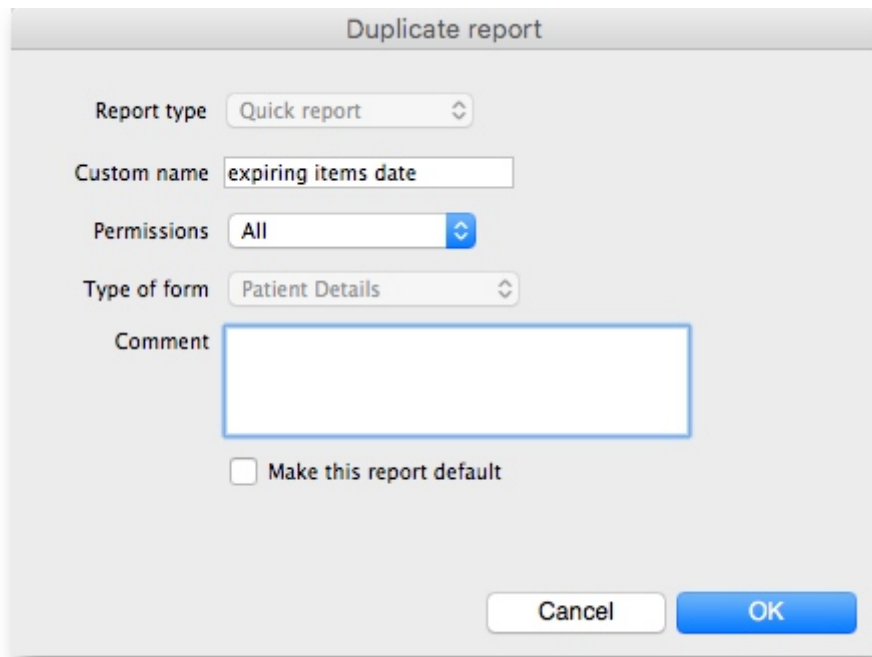 Duplicate report
Report type Quick report
Custom name expiring items date
Permissions All
Type of form Patient Details
Comment
Make this report default
Cancel OK